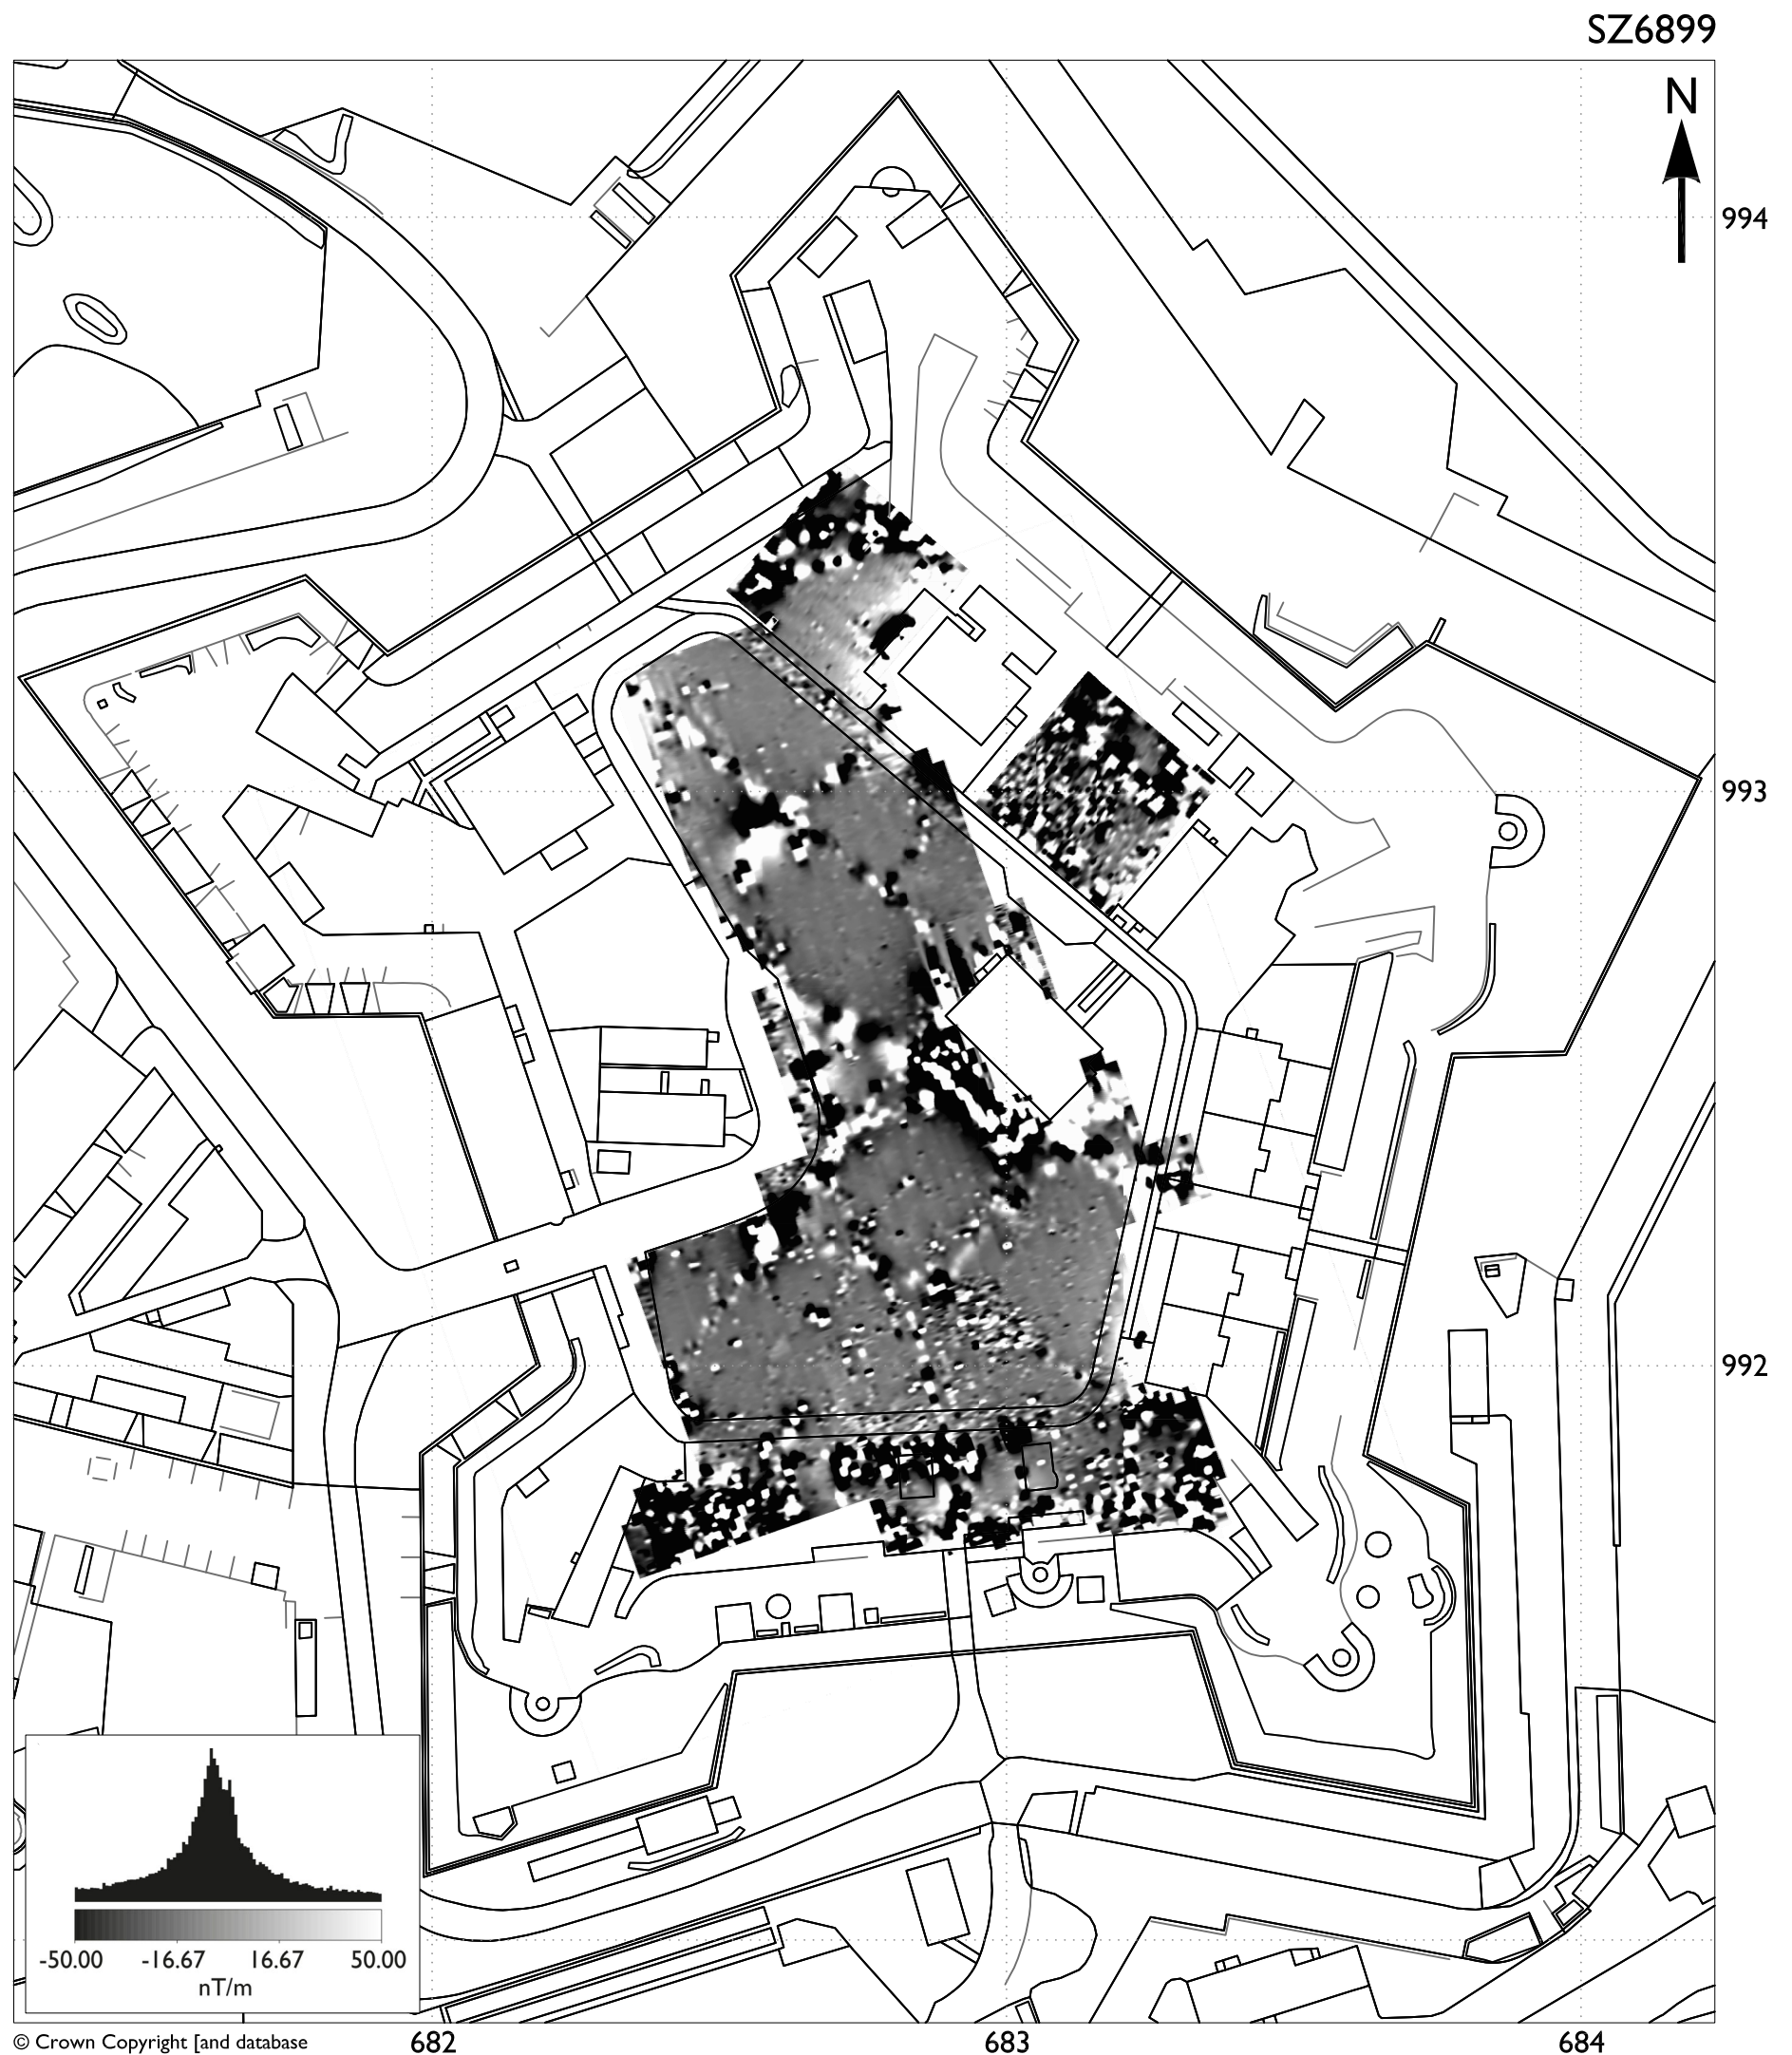 SZ6899
N
994
993
992
-50.00 -16.67 16.67 50.00
nT/m
© Crown Copyright [and database
682 683 684